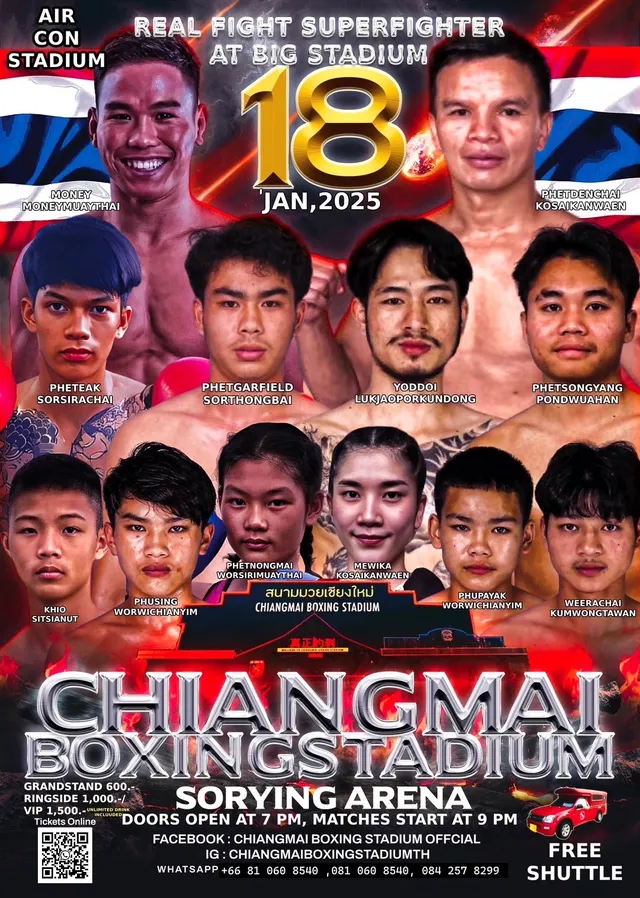 AIR
CON
STADIUM
REAL FIGHT SUPERFIGHTER
AT BIG STADIUM
18
JAN,2025
MONEY
MONEYMUAYTHAI
PHETDENCHAI
KOSAIKANWAEN
PHETEAK
SORSIRACHAI
PHETGARFIELD
SORTHONGBAI
YODDOI
LUKJAOPORKUNDONG
PHETSONGYANG
PONDWUAHAN
KHIO
SITSIANUT
PHUSING
WORWICHIANYIM
PHETNONGMAI
WORSIRIMUAYTHAI
MEWIKA
KOSAIKANWAEN
PHUPAYAK
WORWICHIANYIM
WEERACHAI
KUMWONGTAWAN
สนามมวยเชียงใหม่
CHIANGMAI BOXING STADIUM
CHIANGMAI
BOXINGSTADIUM
GRANDSTAND 600.-
RINGSIDE 1,000.-/
VIP 1,500.- UNLIMITED DRINK
INCLUUDED
Tickets Online
SORYING ARENA
DOORS OPEN AT 7 PM, MATCHES START AT 9 PM
FACEBOOK : CHIANGMAI BOXING STADIUM OFFCIAL
IG : CHIANGMAIBOXINGSTADIUMTH
WHATSAPP +66 81 060 8540 ,081 060 8540, 084 257 8299
FREE
SHUTTLE